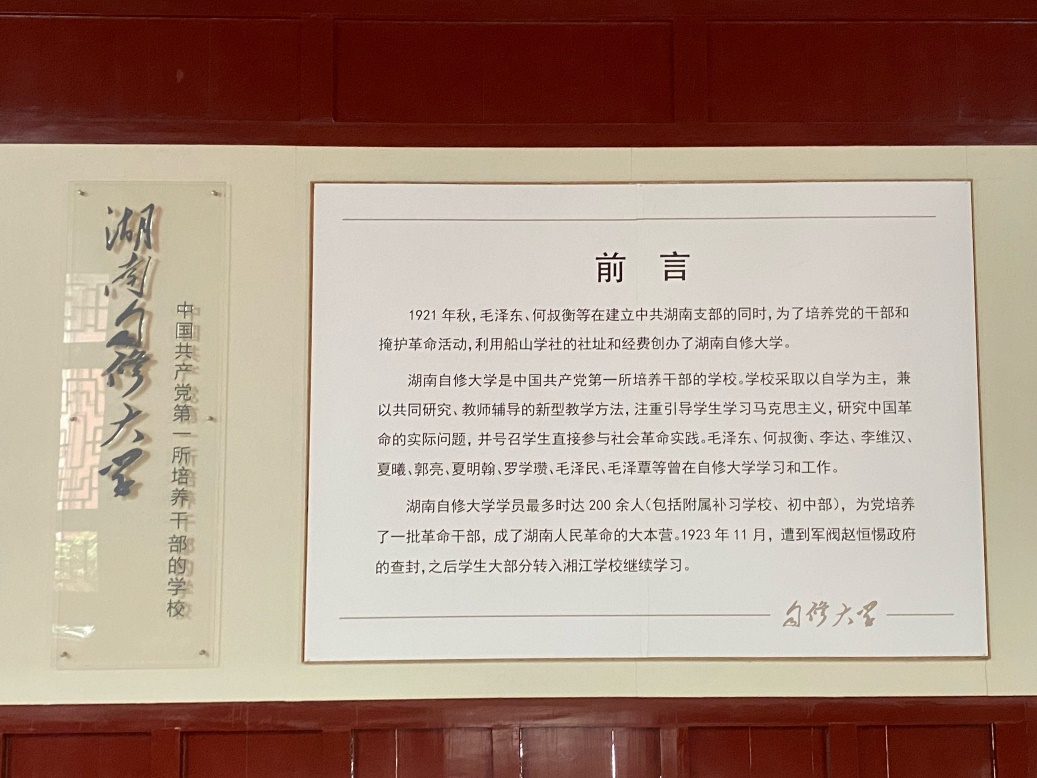 湖南自修大学
中国共产党第一所培养干部的学校
前 言
1921 年秋,毛泽东、何叔衡等在建立中共湖南支部的同时,为了培养党的干部和
掩护革命活动,利用船山学社的社址和经费创办了湖南自修大学。
湖南自修大学是中国共产党第一所培养干部的学校。学校采取以自学为主，兼
以共同研究、教师辅导的新型教学方法，注重引导学生学习马克思主义，研究中国革
命的实际问题，并号召学生直接参与社会革命实践。毛泽东、何叔衡、李达、李维汉、
夏曦、郭亮、夏明翰、罗学瓒、毛泽民、毛泽覃等曾在自修大学学习和工作。
湖南自修大学学员最多时达 200 余人(包括附属补习学校、初中部)，为党培养
了一批革命干部，成了湖南人民革命的大本营。1923 年 11 月，遭到军阀赵恒惕政府
的查封,之后学生大部分转入湘江学校继续学习。
自修大学